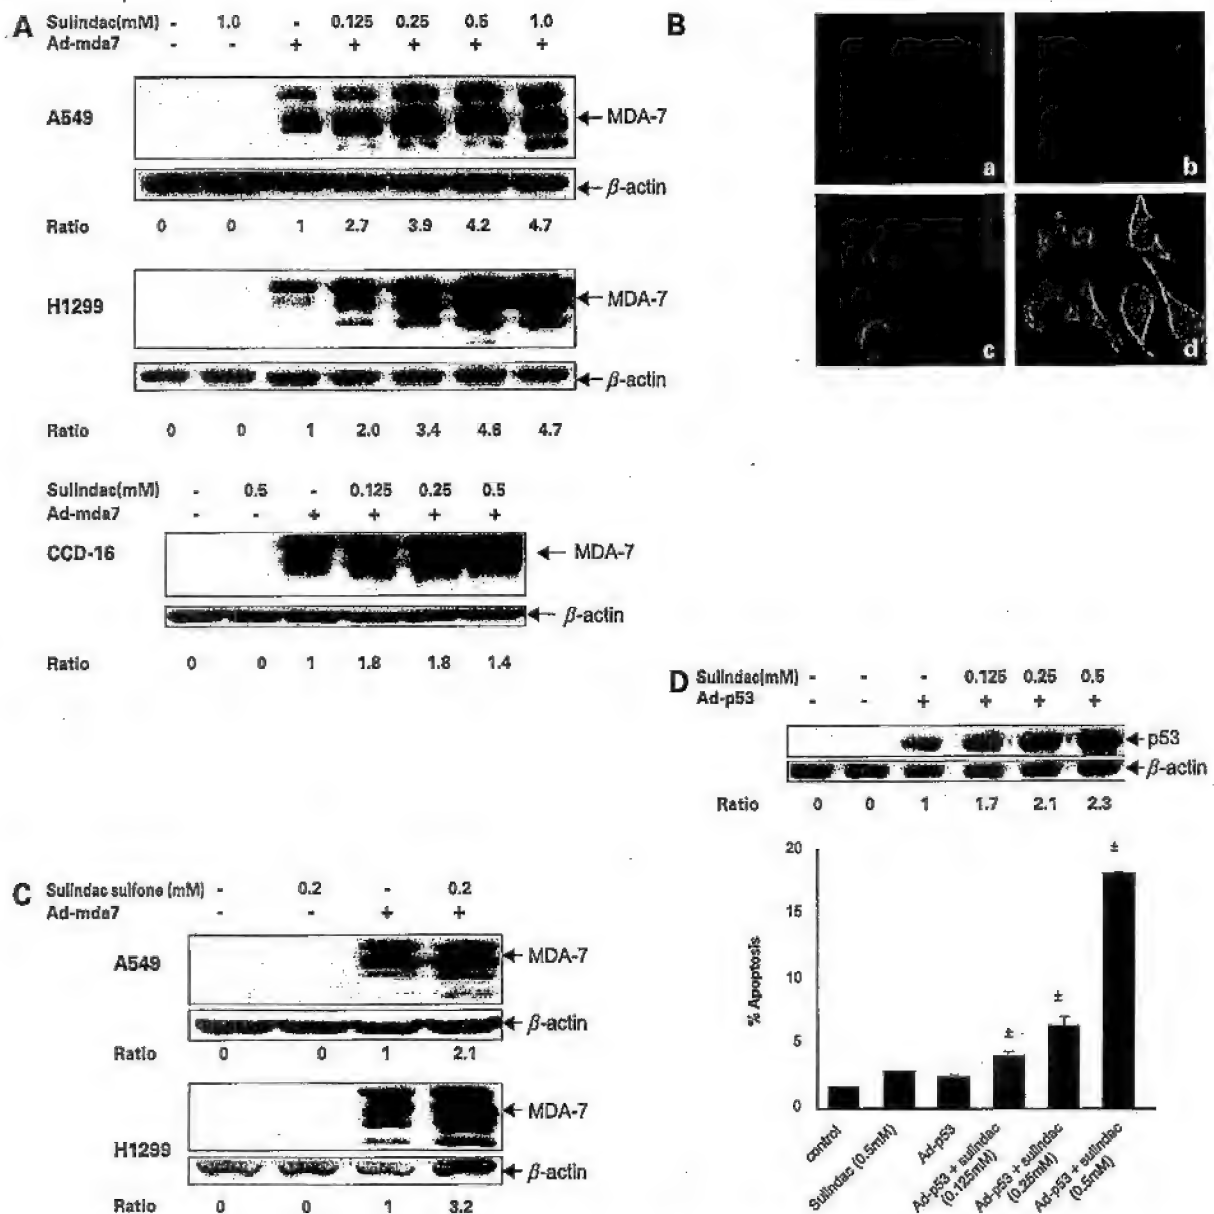 A
Sulindac(mM) - 1.0 - 0.125 0.25 0.5 1.0
Ad-mda7 - - + + + + +
A549
MDA-7
β-actin
Ratio 0 0 1 2.7 3.9 4.2 4.7
H1299
MDA-7
β-actin
Ratio 0 0 1 2.0 3.4 4.6 4.7
Sulindac(mM) - 0.5 - 0.125 0.25 0.5
Ad-mda7 - - + + + +
CCD-16
MDA-7
β-actin
Ratio 0 0 1 1.8 1.8 1.4
B
a
b
c
d
C
Sulindac sulfone (mM) - 0.2 - 0.2
Ad-mda7 - - + +
A549
MDA-7
β-actin
Ratio 0 0 1 2.1
H1299
MDA-7
β-actin
Ratio 0 0 1 3.2
D
Sulindac(mM) - - - 0.125 0.25 0.5
Ad-p53 - - + + + +
p53
β-actin
Ratio 0 0 1 1.7 2.1 2.3
% Apoptosis
20
15
10
5
0
±
±
±
control
Sulindac (0.5mM)
Ad-p53
Ad-p53 + sulindac
(0.125mM)
Ad-p53 + sulindac
(0.25mM)
Ad-p53 + sulindac
(0.5mM)